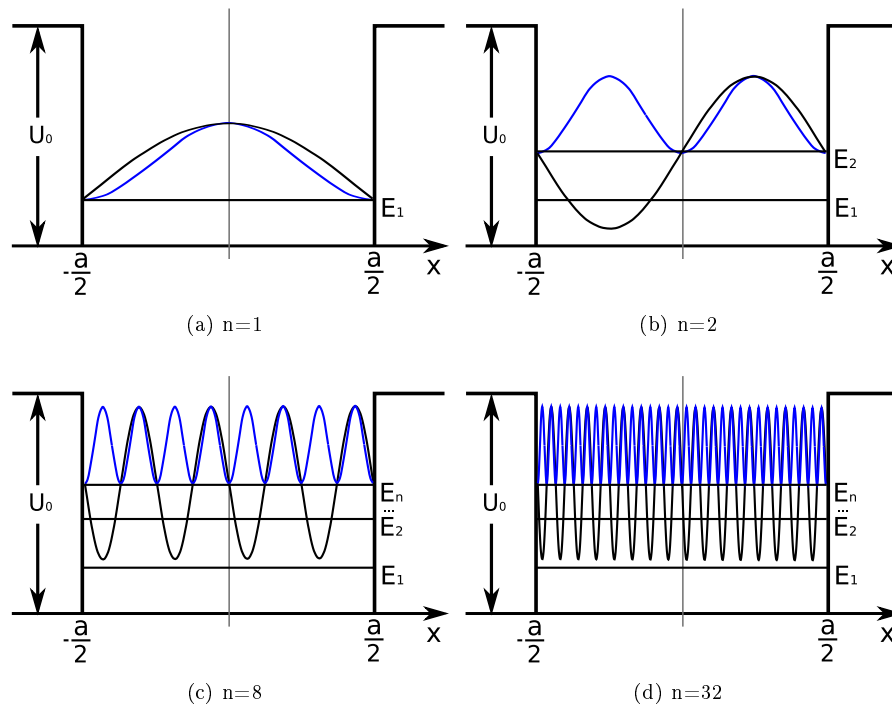 U₀
E₁
-a/2
a/2
x
(a) n=1
U₀
E₂
E₁
-a/2
a/2
x
(b) n=2
U₀
Eₙ
...
E₂
E₁
-a/2
a/2
x
(c) n=8
U₀
Eₙ
...
E₂
E₁
-a/2
a/2
x
(d) n=32